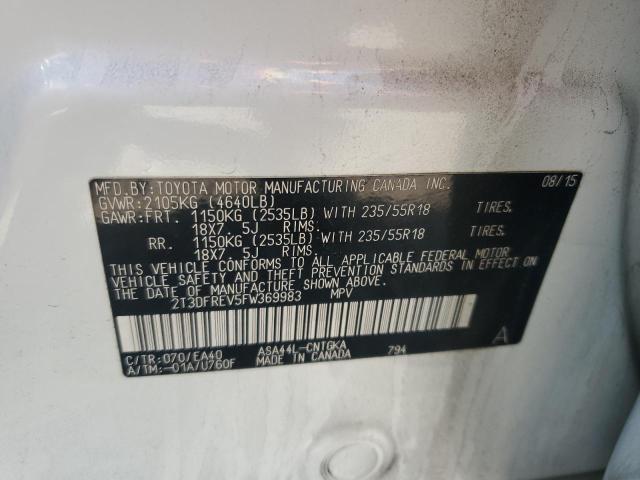 MFD.BY:TOYOTA MOTOR MANUFACTURING CANADA INC. 08/15
GVWR:2105KG (4640LB)
GAWR:FRT. 1150KG (2535LB) WITH 235/55R18 TIRES,
18X7. 5J RIMS.
RR. 1150KG (2535LB) WITH 235/55R18 TIRES,
18X7. 5J RIMS.
THIS VEHICLE CONFORMS TO ALL APPLICABLE FEDERAL MOTOR
VEHICLE SAFETY AND THEFT PREVENTION STANDARDS IN EFFECT ON
THE DATE OF MANUFACTURE SHOWN ABOVE.
2T3DFREV5FW369983 MPV
C/TR:070/EA40 ASA44L-CNTGKA 794 A
A/TM:-01A/U760F MADE IN CANADA